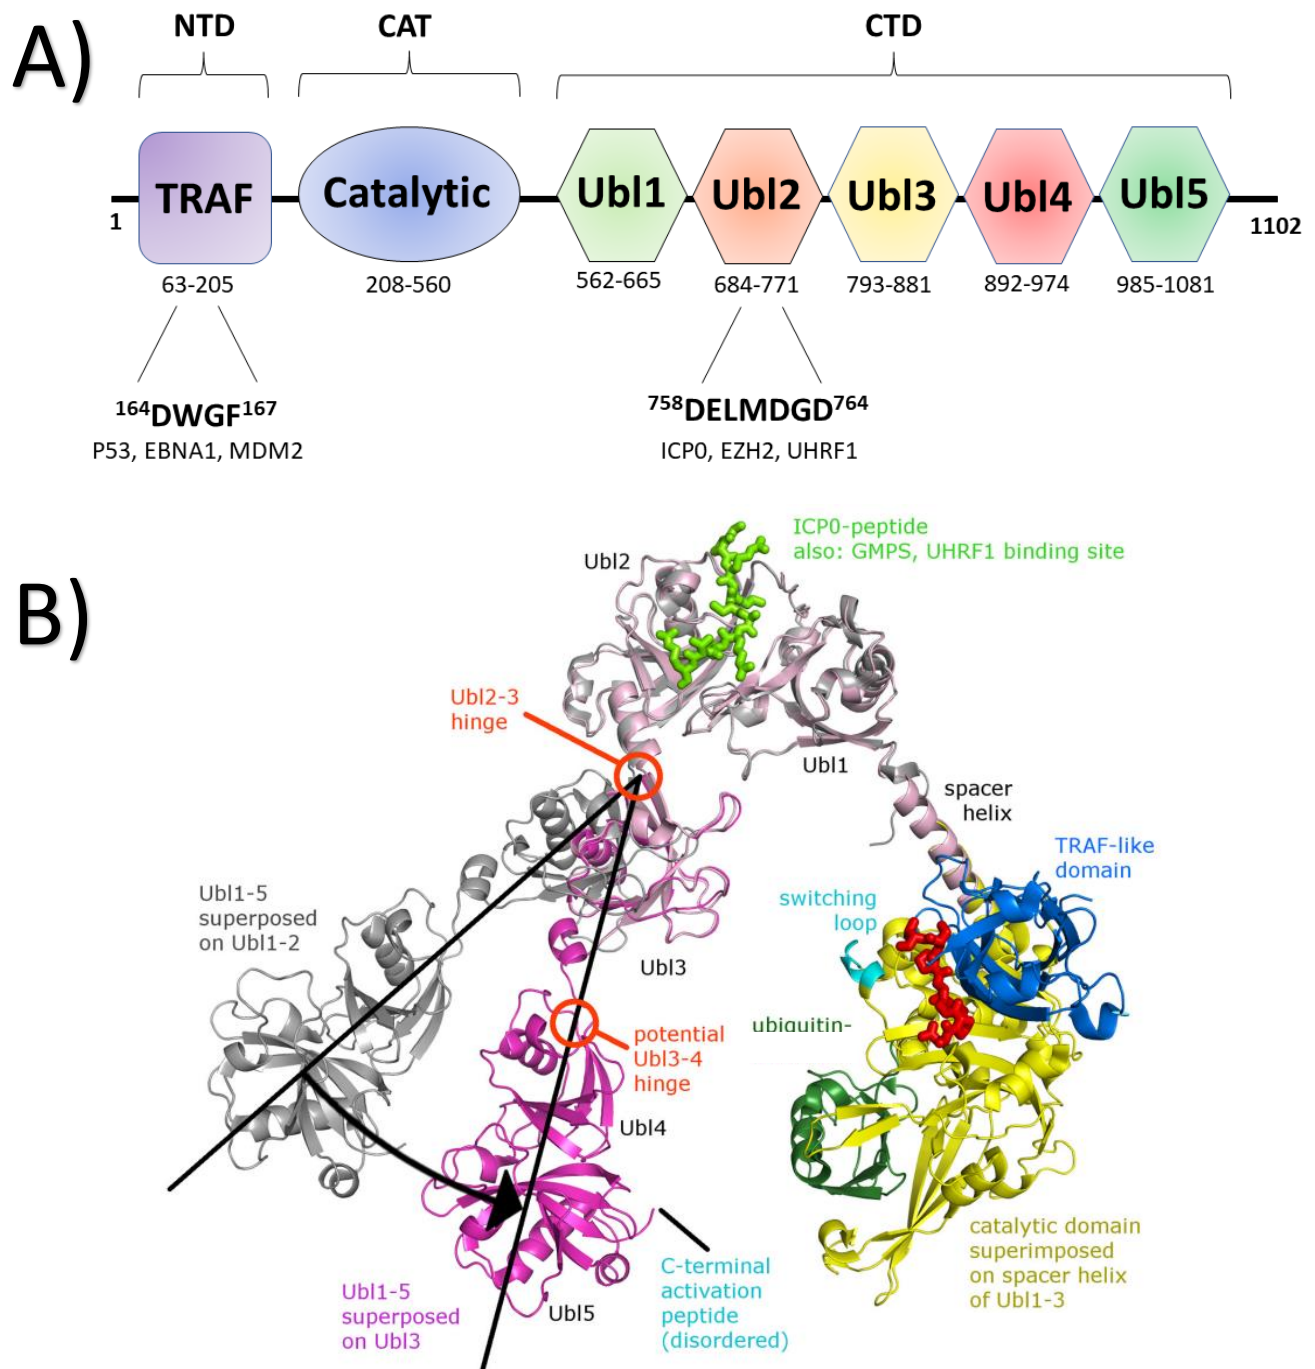 A)
NTD
CAT
CTD
TRAF
Catalytic
Ubl1
Ubl2
Ubl3
Ubl4
Ubl5
1
1102
63-205
208-560
562-665
684-771
793-881
892-974
985-1081
164DWGF167
P53, EBNA1, MDM2
758DELMDGD764
ICP0, EZH2, UHRF1
B)
ICP0-peptide
also: GMPS, UHRF1 binding site
Ubl2
Ubl2-3
hinge
Ubl1
spacer
helix
TRAF-like
domain
switching
loop
Ubl1-5
superposed
on Ubl1-2
Ubl3
ubiquitin-
potential
Ubl3-4
hinge
Ubl4
catalytic domain
superimposed
on spacer helix
of Ubl1-3
C-terminal
activation
peptide
(disordered)
Ubl1-5
superposed
on Ubl3
Ubl5